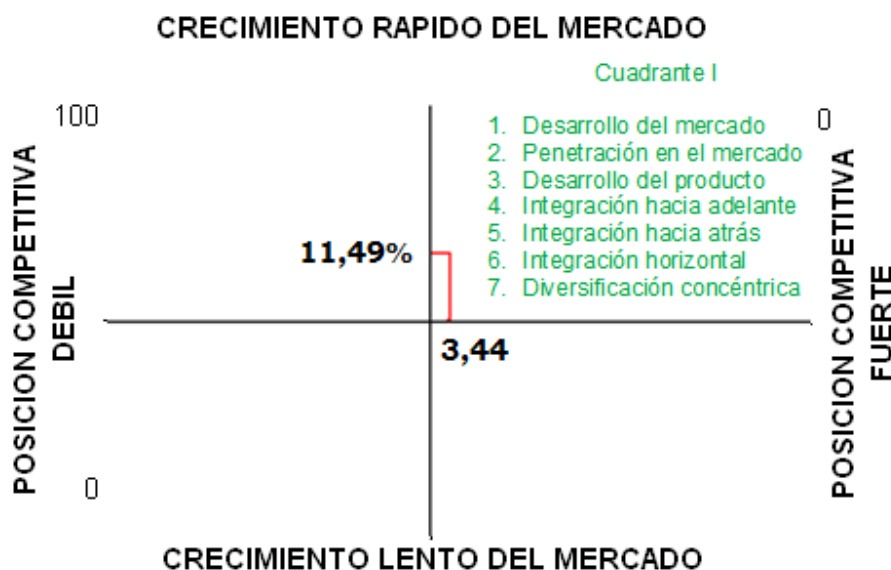 CRECIMIENTO RAPIDO DEL MERCADO
Cuadrante I
100
0
1. Desarrollo del mercado
2. Penetración en el mercado
3. Desarrollo del producto
4. Integración hacia adelante
5. Integración hacia atrás
6. Integración horizontal
7. Diversificación concéntrica
POSICION COMPETITIVA
DEBIL
11,49%
3,44
POSICION COMPETITIVA
FUERTE
0
CRECIMIENTO LENTO DEL MERCADO